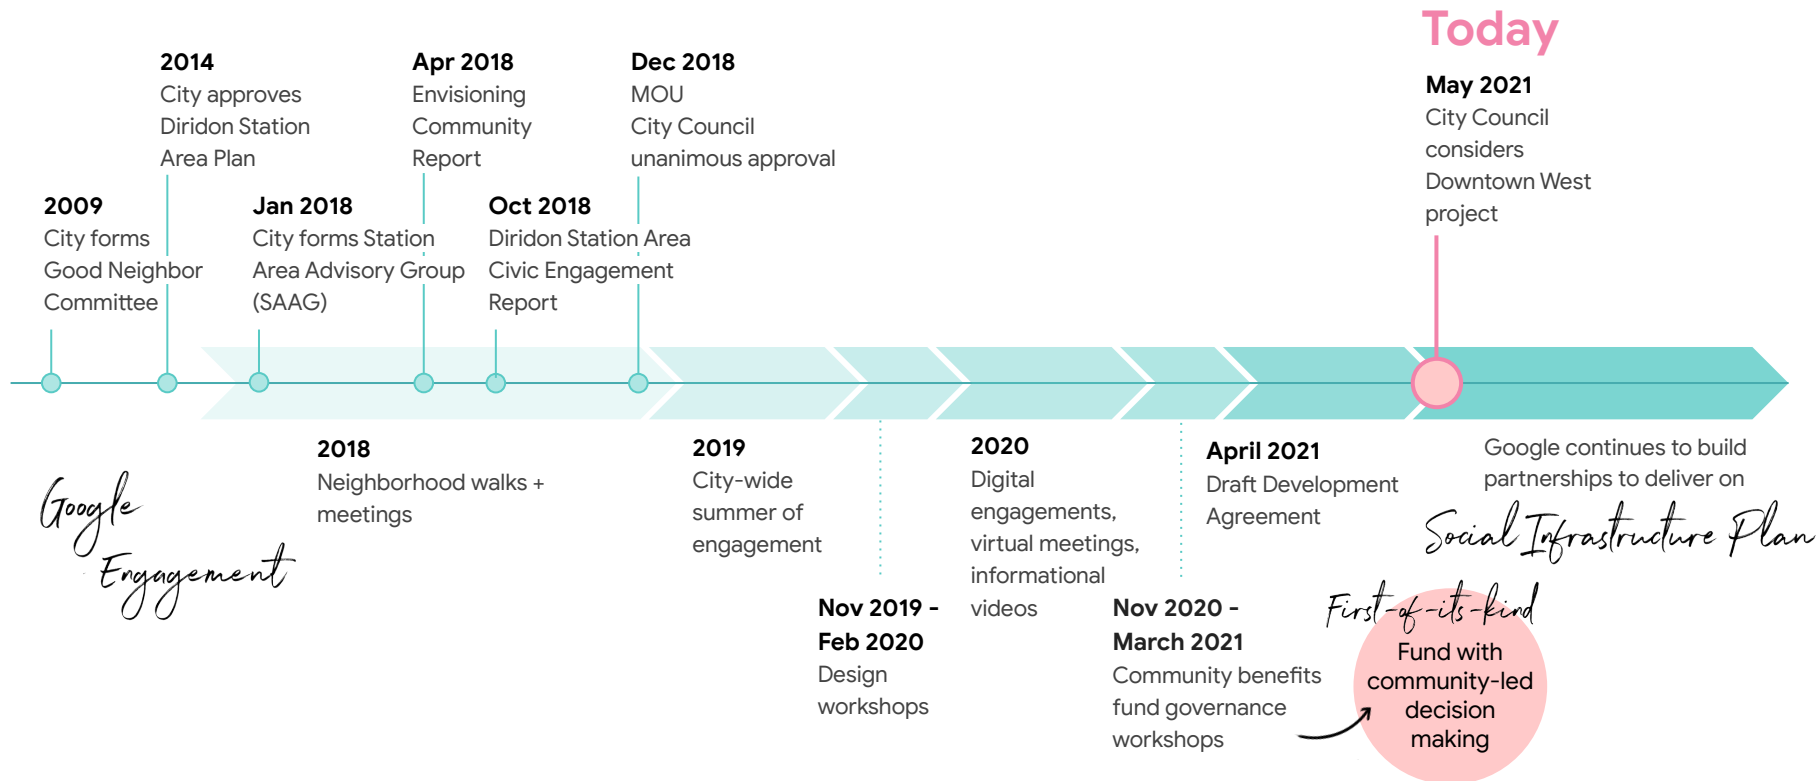 Today
2014
City approves
Diridon Station
Area Plan
Apr 2018
Envisioning
Community
Report
Dec 2018
MOU
City Council
unanimous approval
May 2021
City Council
considers
Downtown West
project
2009
City forms
Good Neighbor
Committee
Jan 2018
City forms Station
Area Advisory Group
(SAAG)
Oct 2018
Diridon Station Area
Civic Engagement
Report
Google
Engagement
2018
Neighborhood walks +
meetings
2019
City-wide
summer of
engagement
Nov 2019 -
Feb 2020
Design
workshops
2020
Digital
engagements,
virtual meetings,
informational
videos
Nov 2020 -
March 2021
Community benefits
fund governance
workshops
April 2021
Draft Development
Agreement
Google continues to build
partnerships to deliver on
Social Infrastructure Plan
First-of-its-kind
Fund with
community-led
decision
making